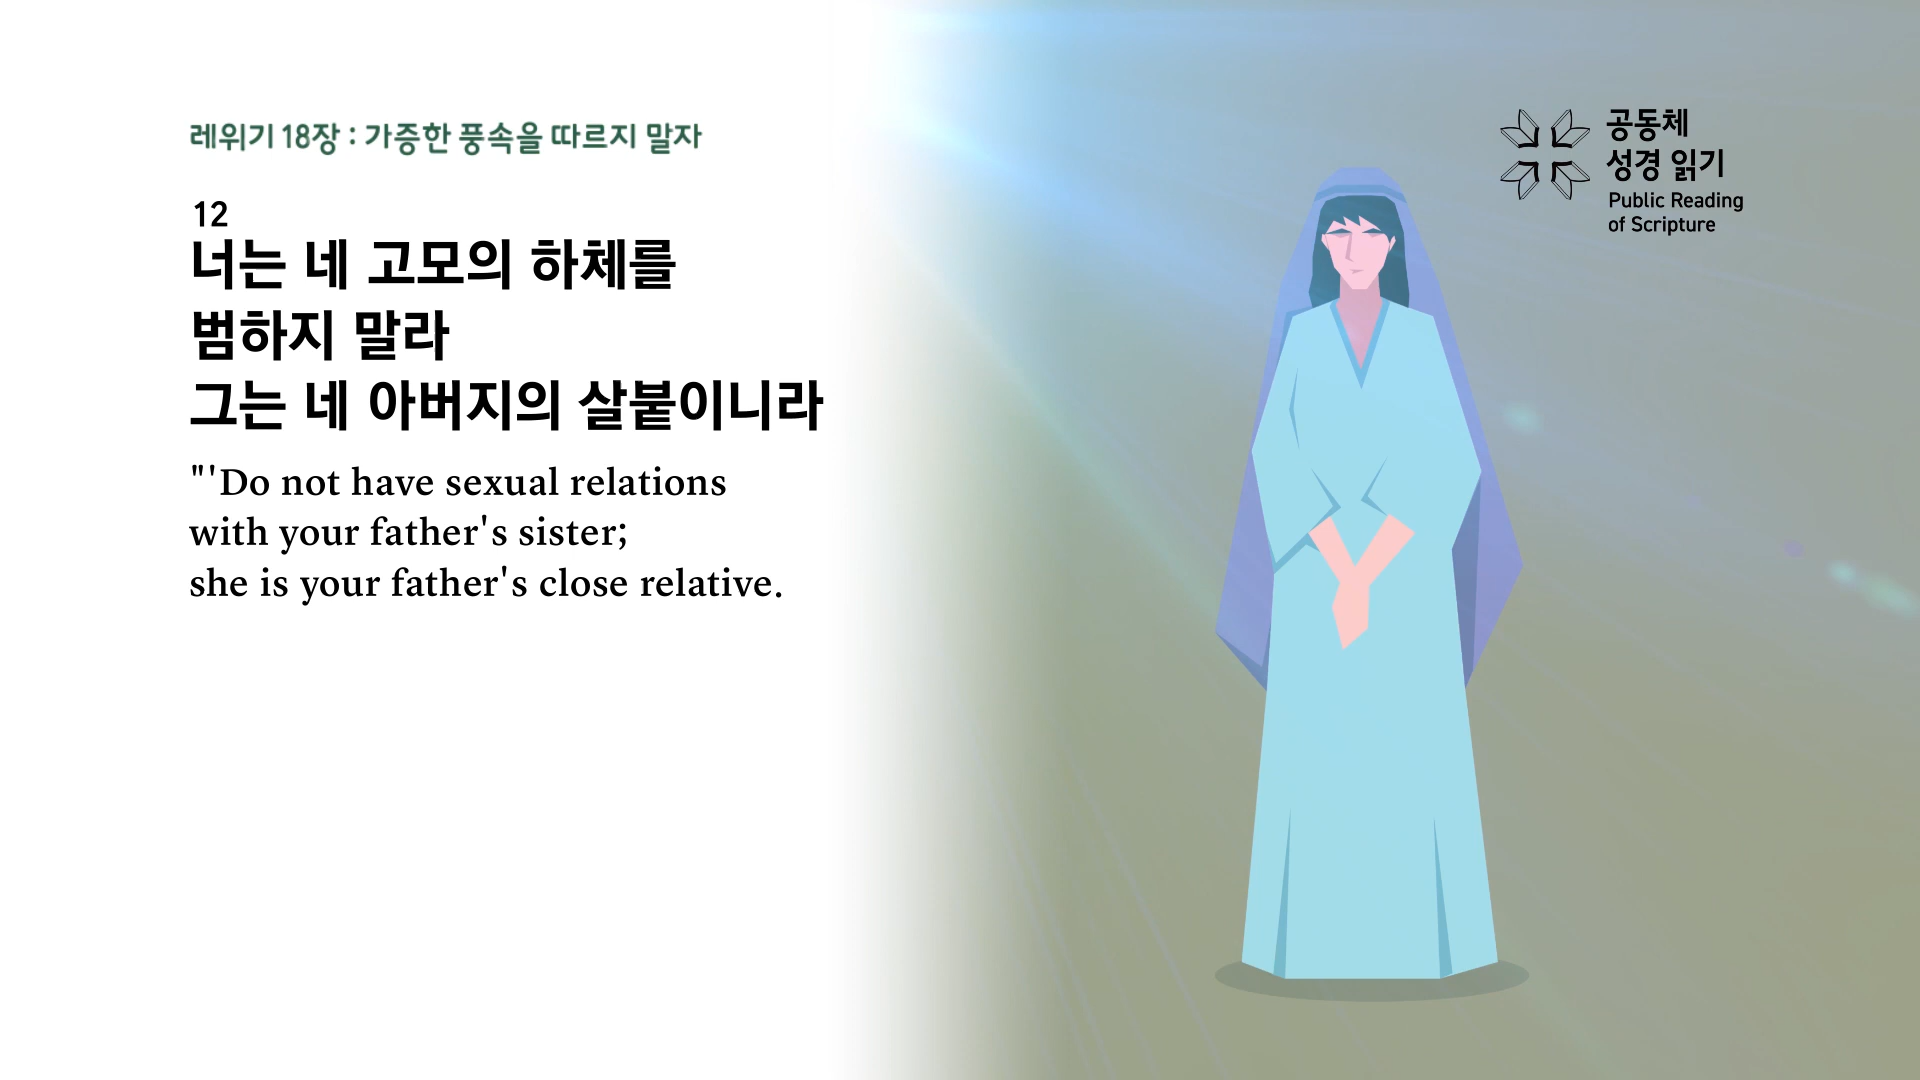 레위기 18장 : 가증한 풍속을 따르지 말자
12
너는 네 고모의 하체를
범하지 말라
그는 네 아버지의 살붙이니라
"'Do not have sexual relations
with your father's sister;
she is your father's close relative.
공동체
성경 읽기
Public Reading
of Scripture